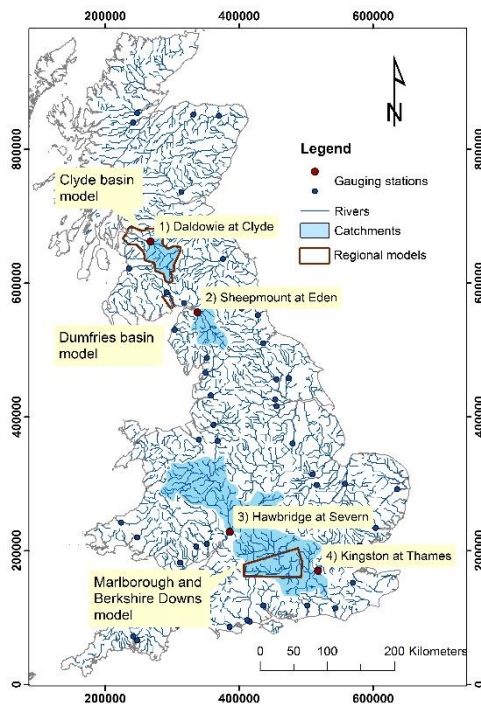 200000
400000
600000
800000
600000
400000
200000
0
800000
600000
400000
200000
0
N
Legend
Gauging stations
Rivers
Catchments
Regional models
Clyde basin
model
1) Daldowie at Clyde
2) Sheepmount at Eden
Dumfries basin
model
3) Hawbridge at Severn
4) Kingston at Thames
Marlborough and
Berkshire Downs
model
0
50
100
200 Kilometers
200000
400000
600000